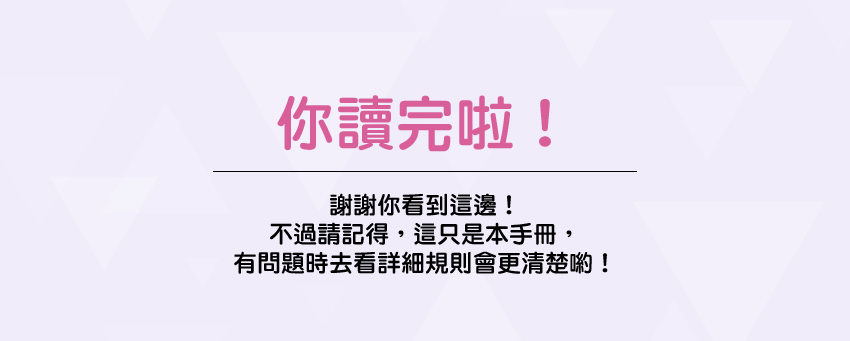 你讀完啦！
謝謝你看到這邊！
不過請記得，這只是本手冊，
有問題時去看詳細規則會更清楚喲！